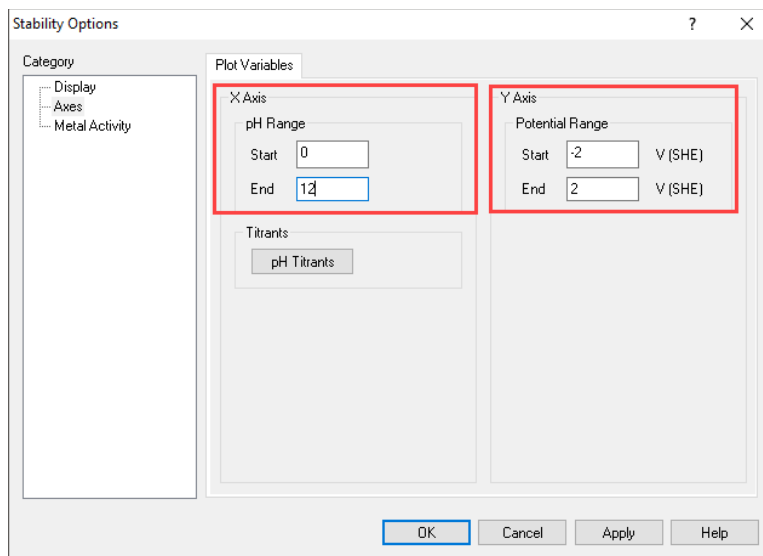 Stability Options
?
Category
Display
Axes
Metal Activity
Plot Variables
X Axis
pH Range
Start 0
End 12
Titrants
pH Titrants
Y Axis
Potential Range
Start -2 V (SHE)
End 2 V (SHE)
OK Cancel Apply Help